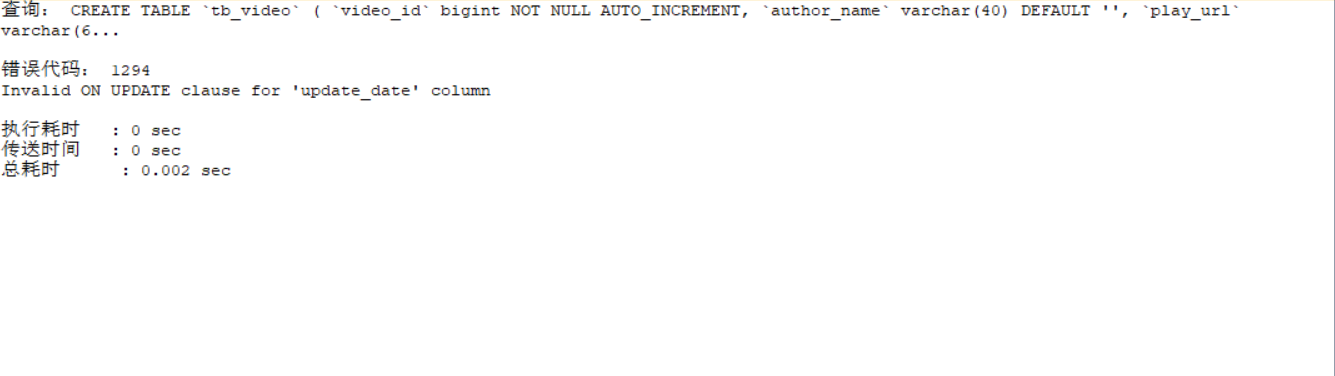 查询： CREATE TABLE `tb_video` ( `video_id` bigint NOT NULL AUTO_INCREMENT, `author_name` varchar(40) DEFAULT '', `play_url`
varchar(6...
错误代码： 1294
Invalid ON UPDATE clause for 'update_date' column
执行耗时 : 0 sec
传送时间 : 0 sec
总耗时 : 0.002 sec